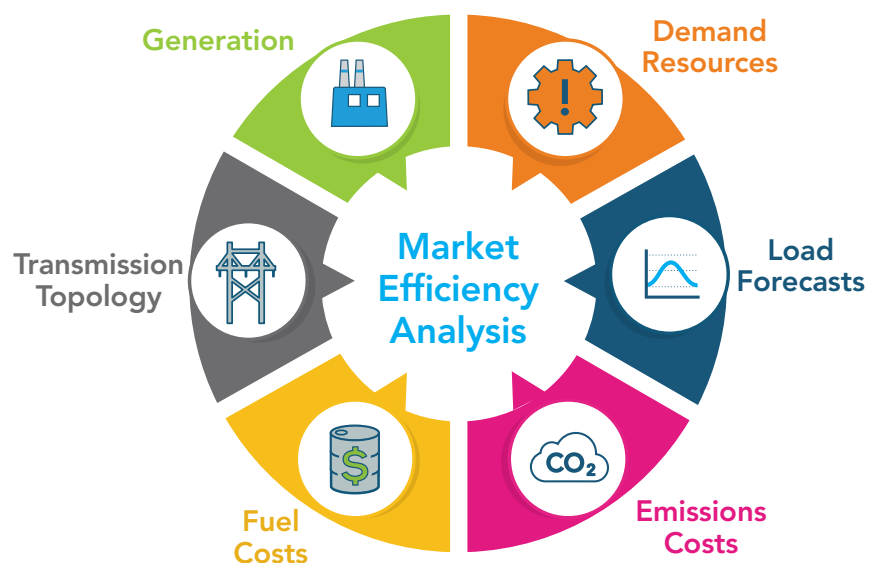 Generation
Demand
Resources
Transmission
Topology
Market
Efficiency
Analysis
Load
Forecasts
$
CO₂
Fuel
Costs
Emissions
Costs
!